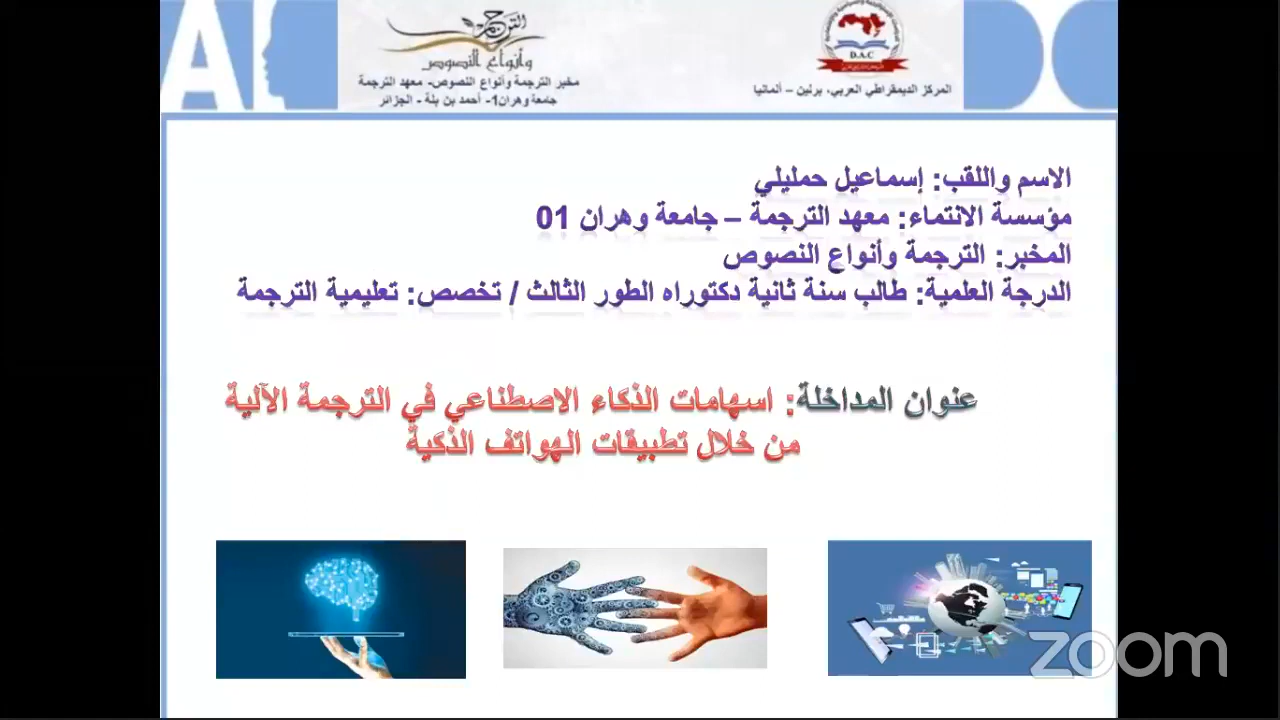 الترجمة
وأنواع النصوص
مخبر الترجمة وأنواع النصوص- معهد الترجمة
جامعة وهران1- أحمد بن بلة - الجزائر
D.A.C
المركز الديمقراطي العربي، برلين – ألمانيا
الاسم واللقب: إسماعيل حمليلي
مؤسسة الانتماء: معهد الترجمة – جامعة وهران 01
المخبر: الترجمة وأنواع النصوص
الدرجة العلمية: طالب سنة ثانية دكتوراه الطور الثالث / تخصص: تعليمية الترجمة
عنوان المداخلة: اسهامات الذكاء الاصطناعي في الترجمة الآلية
من خلال تطبيقات الهواتف الذكية
zoom